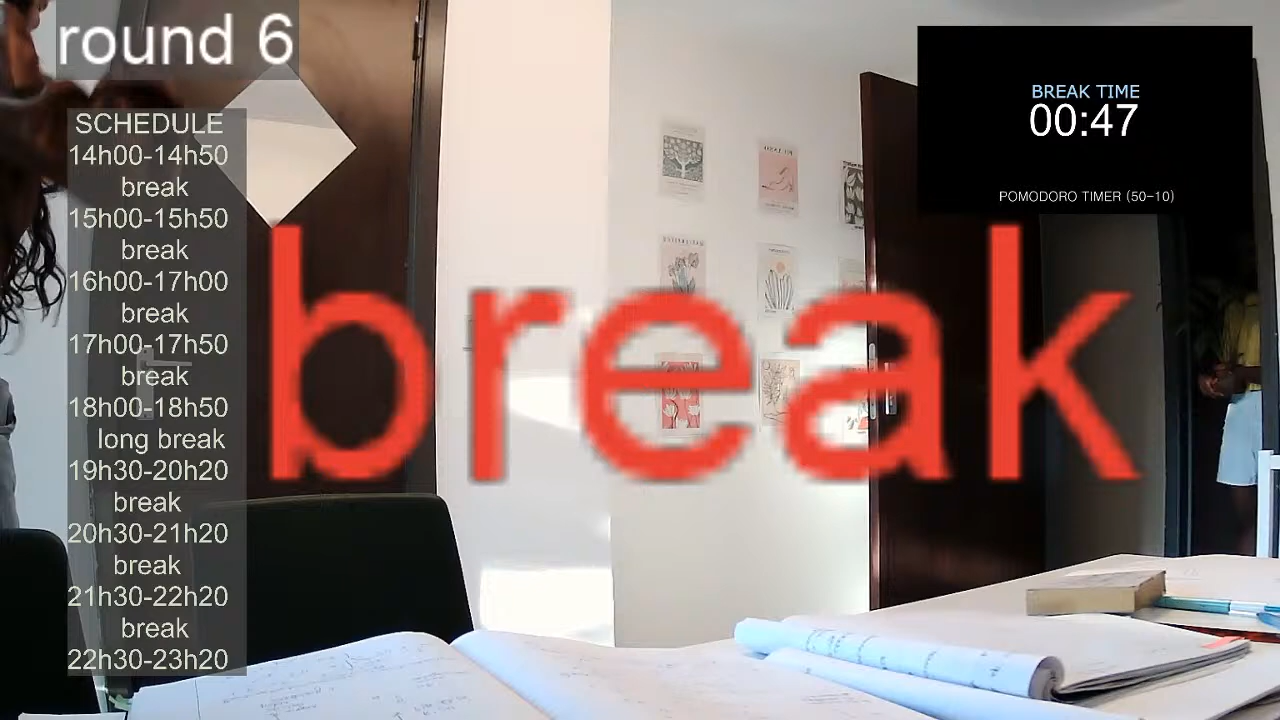 round 6
SCHEDULE
14h00-14h50
break
15h00-15h50
break
16h00-17h00
break
17h00-17h50
break
18h00-18h50
long break
19h30-20h20
break
20h30-21h20
break
21h30-22h20
break
22h30-23h20
break
BREAK TIME
00:47
POMODORO TIMER (50-10)